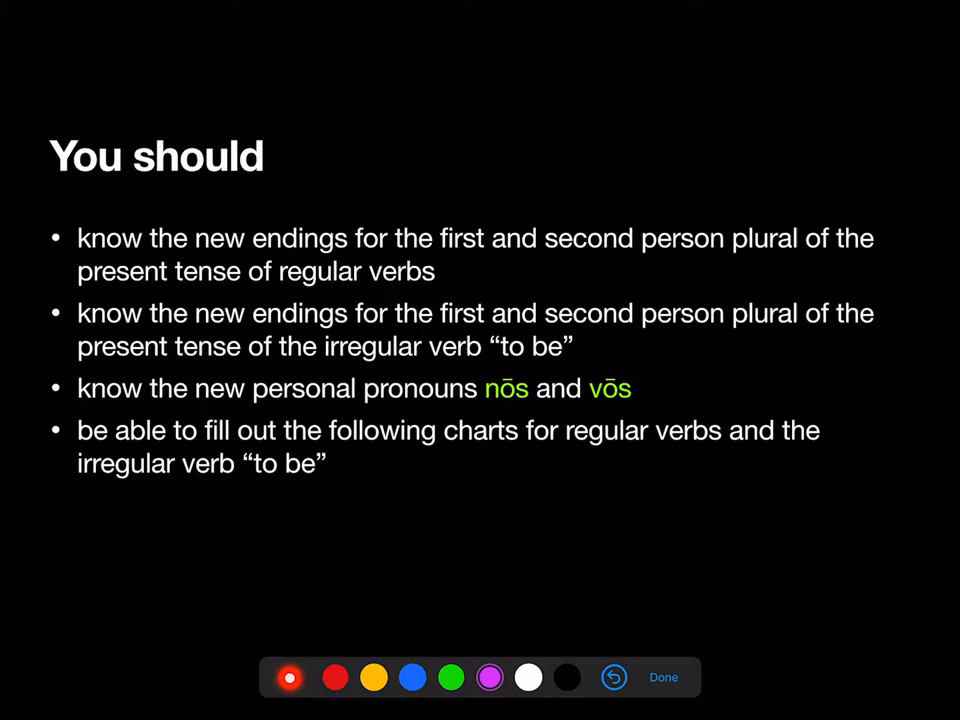 You should
• know the new endings for the first and second person plural of the
present tense of regular verbs
• know the new endings for the first and second person plural of the
present tense of the irregular verb “to be”
• know the new personal pronouns nōs and vōs
• be able to fill out the following charts for regular verbs and the
irregular verb “to be”
Done